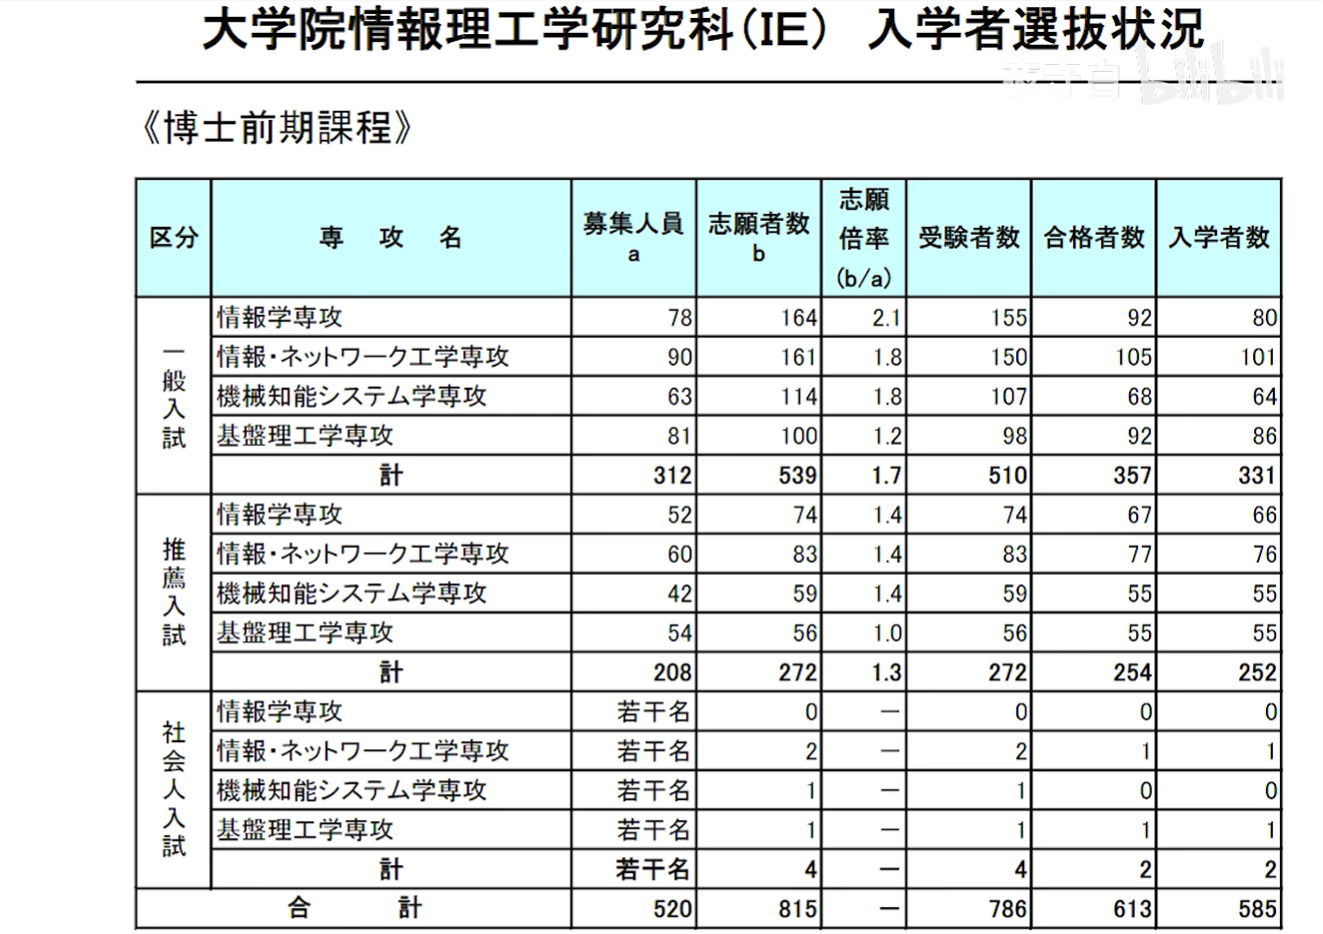 大学院情報理工学研究科(IE) 入学者選抜状況
bilibili
《博士前期課程》
区分 専攻名 募集人員 a 志願者数 b 志願倍率 (b/a) 受験者数 合格者数 入学者数
一般入試
情報学専攻 78 164 2.1 155 92 80
情報・ネットワーク工学専攻 90 161 1.8 150 105 101
機械知能システム学専攻 63 114 1.8 107 68 64
基盤理工学専攻 81 100 1.2 98 92 86
計 312 539 1.7 510 357 331
推薦入試
情報学専攻 52 74 1.4 74 67 66
情報・ネットワーク工学専攻 60 83 1.4 83 77 76
機械知能システム学専攻 42 59 1.4 59 55 55
基盤理工学専攻 54 56 1.0 56 55 55
計 208 272 1.3 272 254 252
社会人入試
情報学専攻 若干名 0 － 0 0 0
情報・ネットワーク工学専攻 若干名 2 － 2 1 1
機械知能システム学専攻 若干名 1 － 1 0 0
基盤理工学専攻 若干名 1 － 1 1 1
計 若干名 4 － 4 2 2
合計 520 815 － 786 613 585